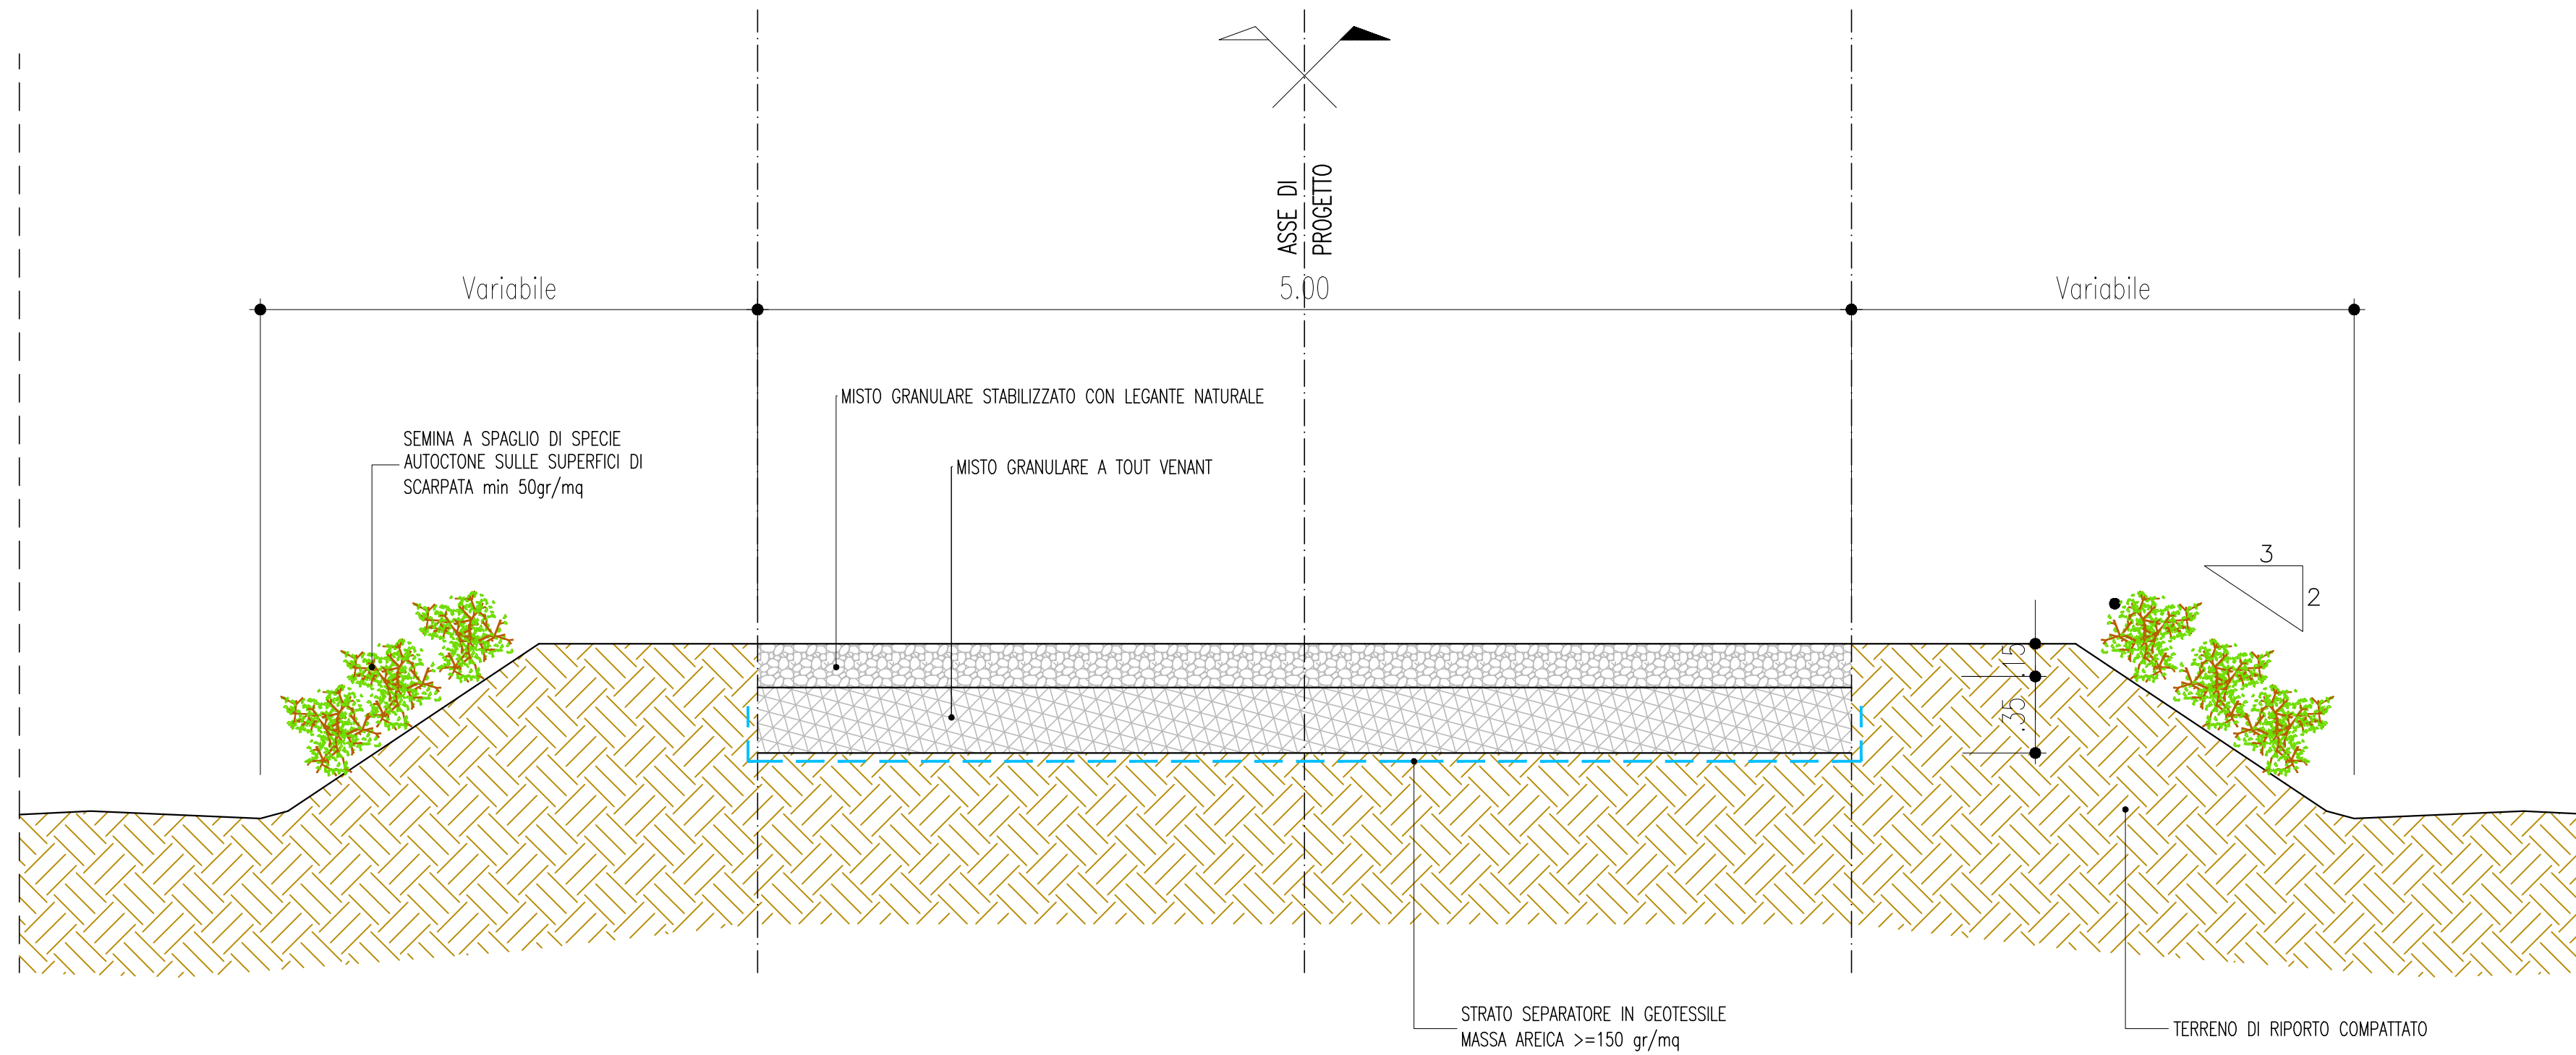 ASSE DI
PROGETTO
Variabile
5.00
Variabile
MISTO GRANULARE STABILIZZATO CON LEGANTE NATURALE
SEMINA A SPAGLIO DI SPECIE
AUTOCTONE SULLE SUPERFICI DI
SCARPATA min 50gr/mq
MISTO GRANULARE A TOUT VENANT
3
2
.15
.35
STRATO SEPARATORE IN GEOTESSILE
MASSA AREICA >=150 gr/mq
TERRENO DI RIPORTO COMPATTATO